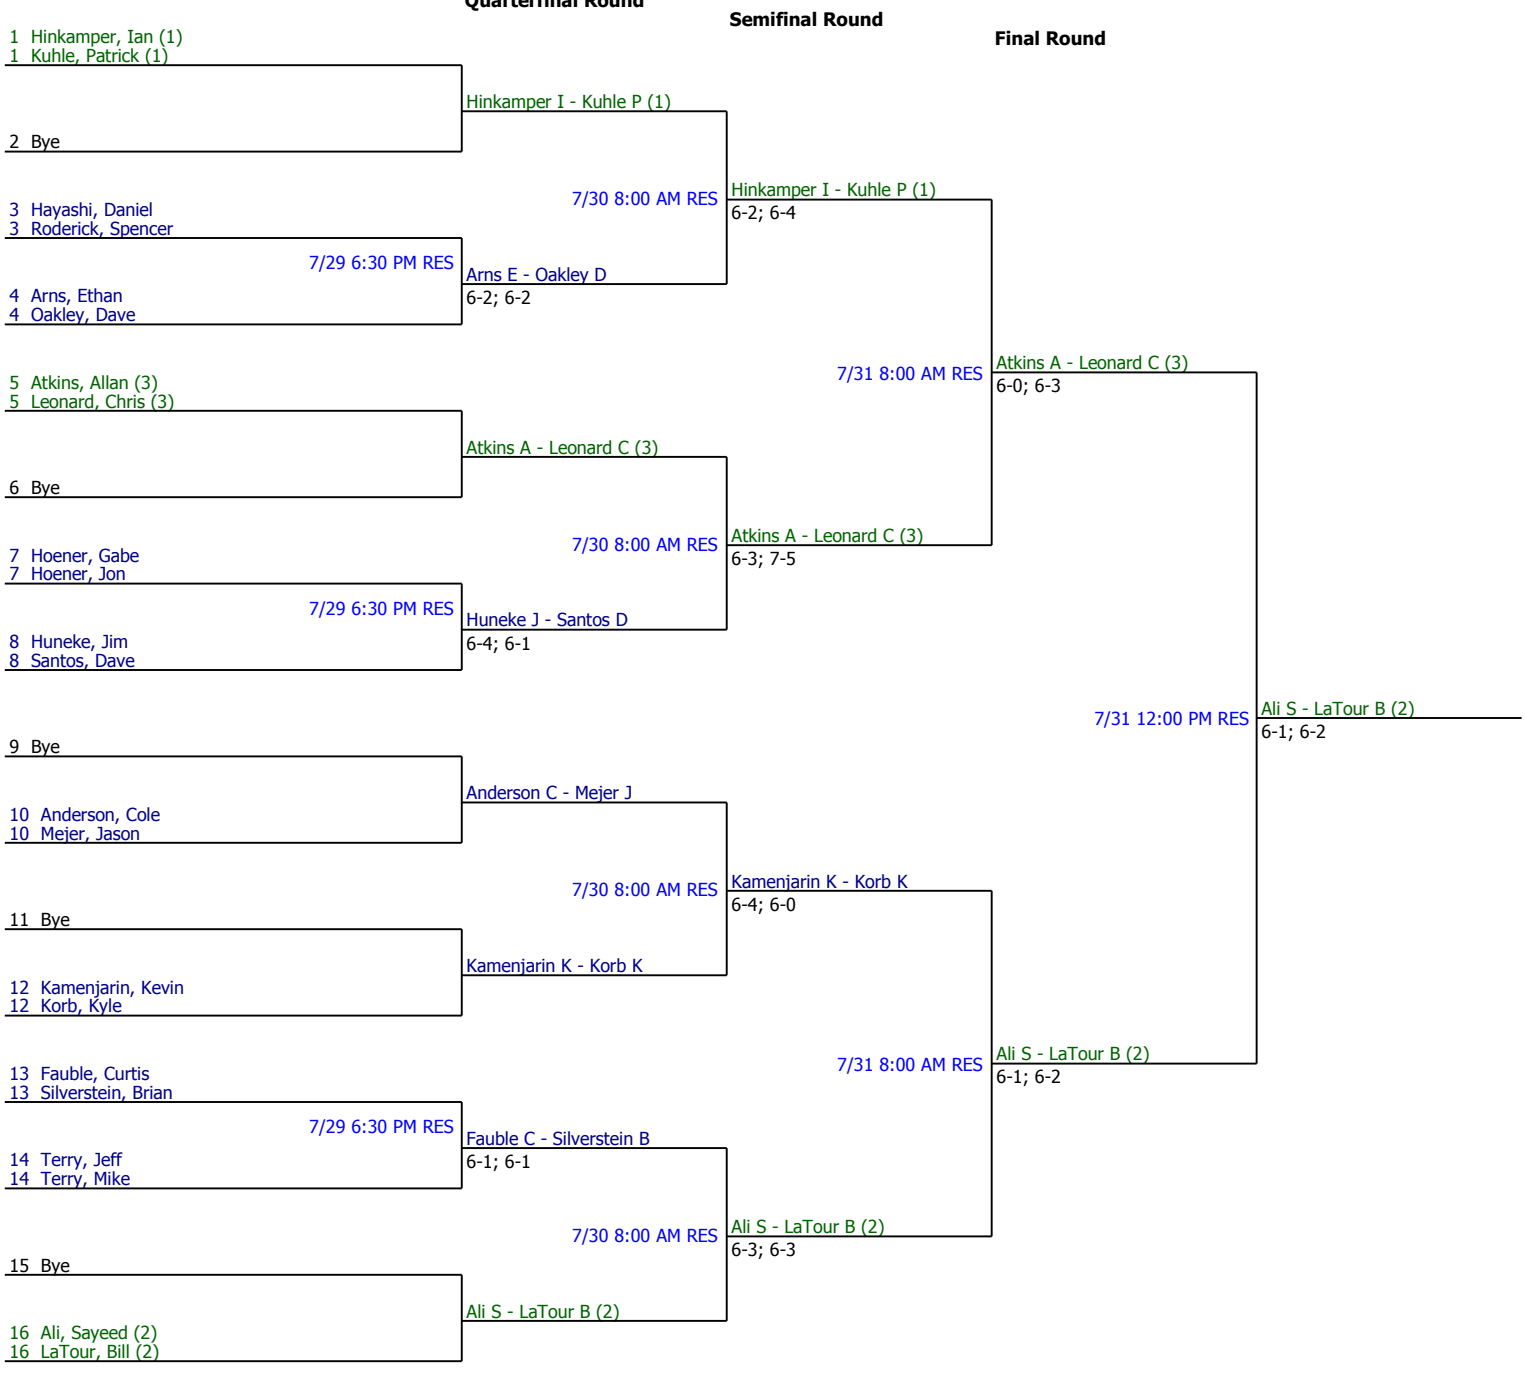 Quarterfinal Round
Semifinal Round
Final Round
1 Hinkamper, Ian (1)
1 Kuhle, Patrick (1)
Hinkamper I - Kuhle P (1)
2 Bye
7/30 8:00 AM RES
Hinkamper I - Kuhle P (1)
6-2; 6-4
3 Hayashi, Daniel
3 Roderick, Spencer
7/29 6:30 PM RES
Arns E - Oakley D
6-2; 6-2
4 Arns, Ethan
4 Oakley, Dave
7/31 8:00 AM RES
Atkins A - Leonard C (3)
6-0; 6-3
5 Atkins, Allan (3)
5 Leonard, Chris (3)
Atkins A - Leonard C (3)
6 Bye
7/30 8:00 AM RES
Atkins A - Leonard C (3)
6-3; 7-5
7 Hoener, Gabe
7 Hoener, Jon
7/29 6:30 PM RES
Huneke J - Santos D
6-4; 6-1
8 Huneke, Jim
8 Santos, Dave
7/31 12:00 PM RES
Ali S - LaTour B (2)
6-1; 6-2
9 Bye
Anderson C - Mejer J
10 Anderson, Cole
10 Mejer, Jason
7/30 8:00 AM RES
Kamenjarin K - Korb K
6-4; 6-0
11 Bye
Kamenjarin K - Korb K
12 Kamenjarin, Kevin
12 Korb, Kyle
7/31 8:00 AM RES
Ali S - LaTour B (2)
6-1; 6-2
13 Fauble, Curtis
13 Silverstein, Brian
7/29 6:30 PM RES
Fauble C - Silverstein B
6-1; 6-1
14 Terry, Jeff
14 Terry, Mike
7/30 8:00 AM RES
Ali S - LaTour B (2)
6-3; 6-3
15 Bye
Ali S - LaTour B (2)
16 Ali, Sayeed (2)
16 LaTour, Bill (2)